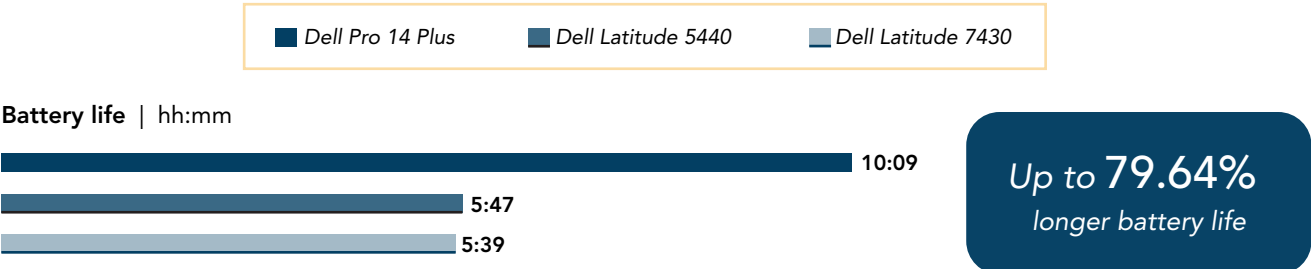 Dell Pro 14 Plus Dell Latitude 5440 Dell Latitude 7430
Battery life | hh:mm
10:09
5:47
5:39
Up to 79.64%
longer battery life